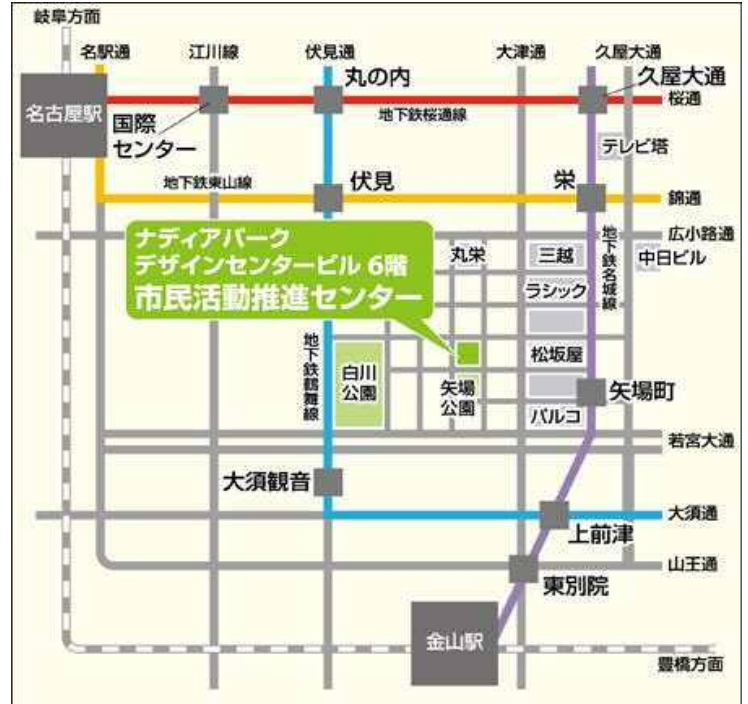 岐阜方面
名駅通
江川線
伏見通
大津通
久屋大通
名古屋駅
国際
センター
丸の内
久屋大通
桜通
地下鉄桜通線
テレビ塔
地下鉄東山線
伏見
栄
錦通
広小路通
ナディアパーク
デザインセンタービル 6階
市民活動推進センター
丸栄
三越
地下鉄名城線
中日ビル
ラシック
地下鉄鶴舞線
白川
公園
松坂屋
矢場
公園
矢場町
パルコ
若宮大通
大須観音
大須通
上前津
山王通
東別院
金山駅
豊橋方面